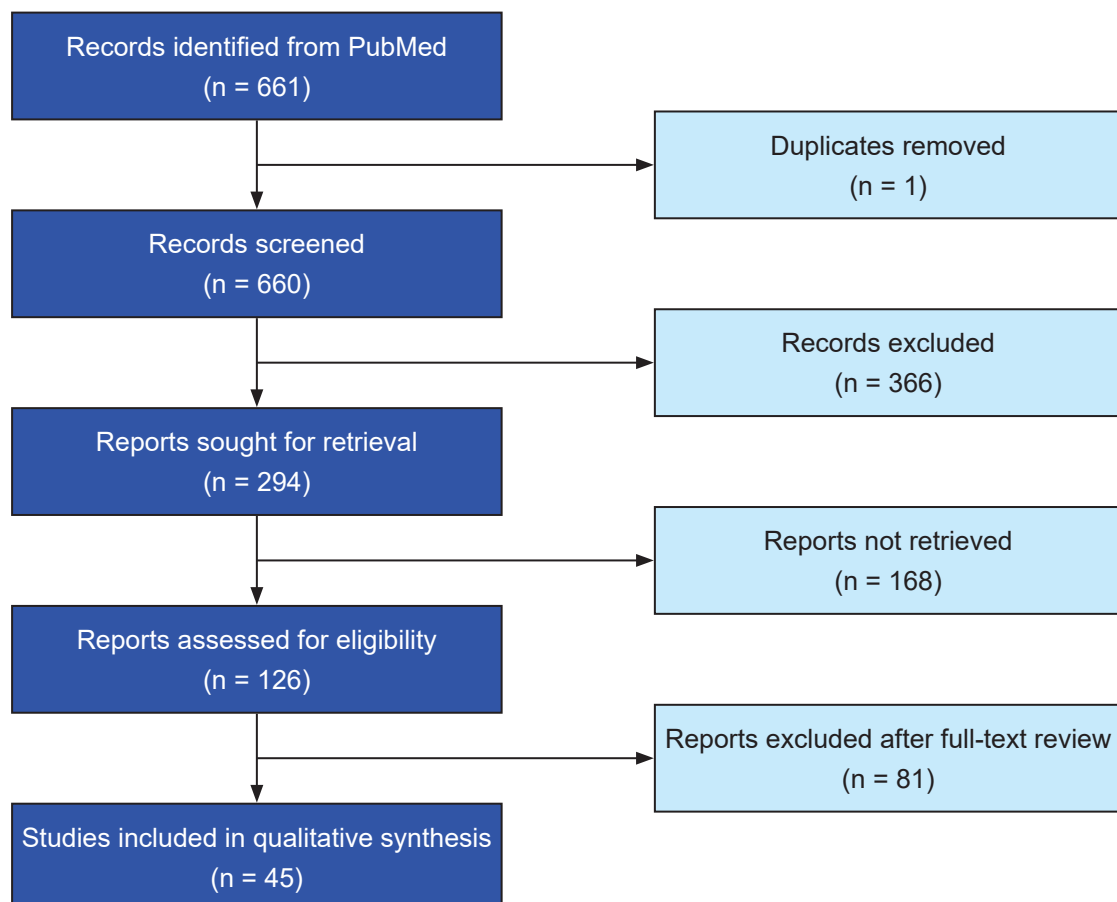 Records identified from PubMed
(n = 661)
Duplicates removed
(n = 1)
Records screened
(n = 660)
Records excluded
(n = 366)
Reports sought for retrieval
(n = 294)
Reports not retrieved
(n = 168)
Reports assessed for eligibility
(n = 126)
Reports excluded after full-text review
(n = 81)
Studies included in qualitative synthesis
(n = 45)